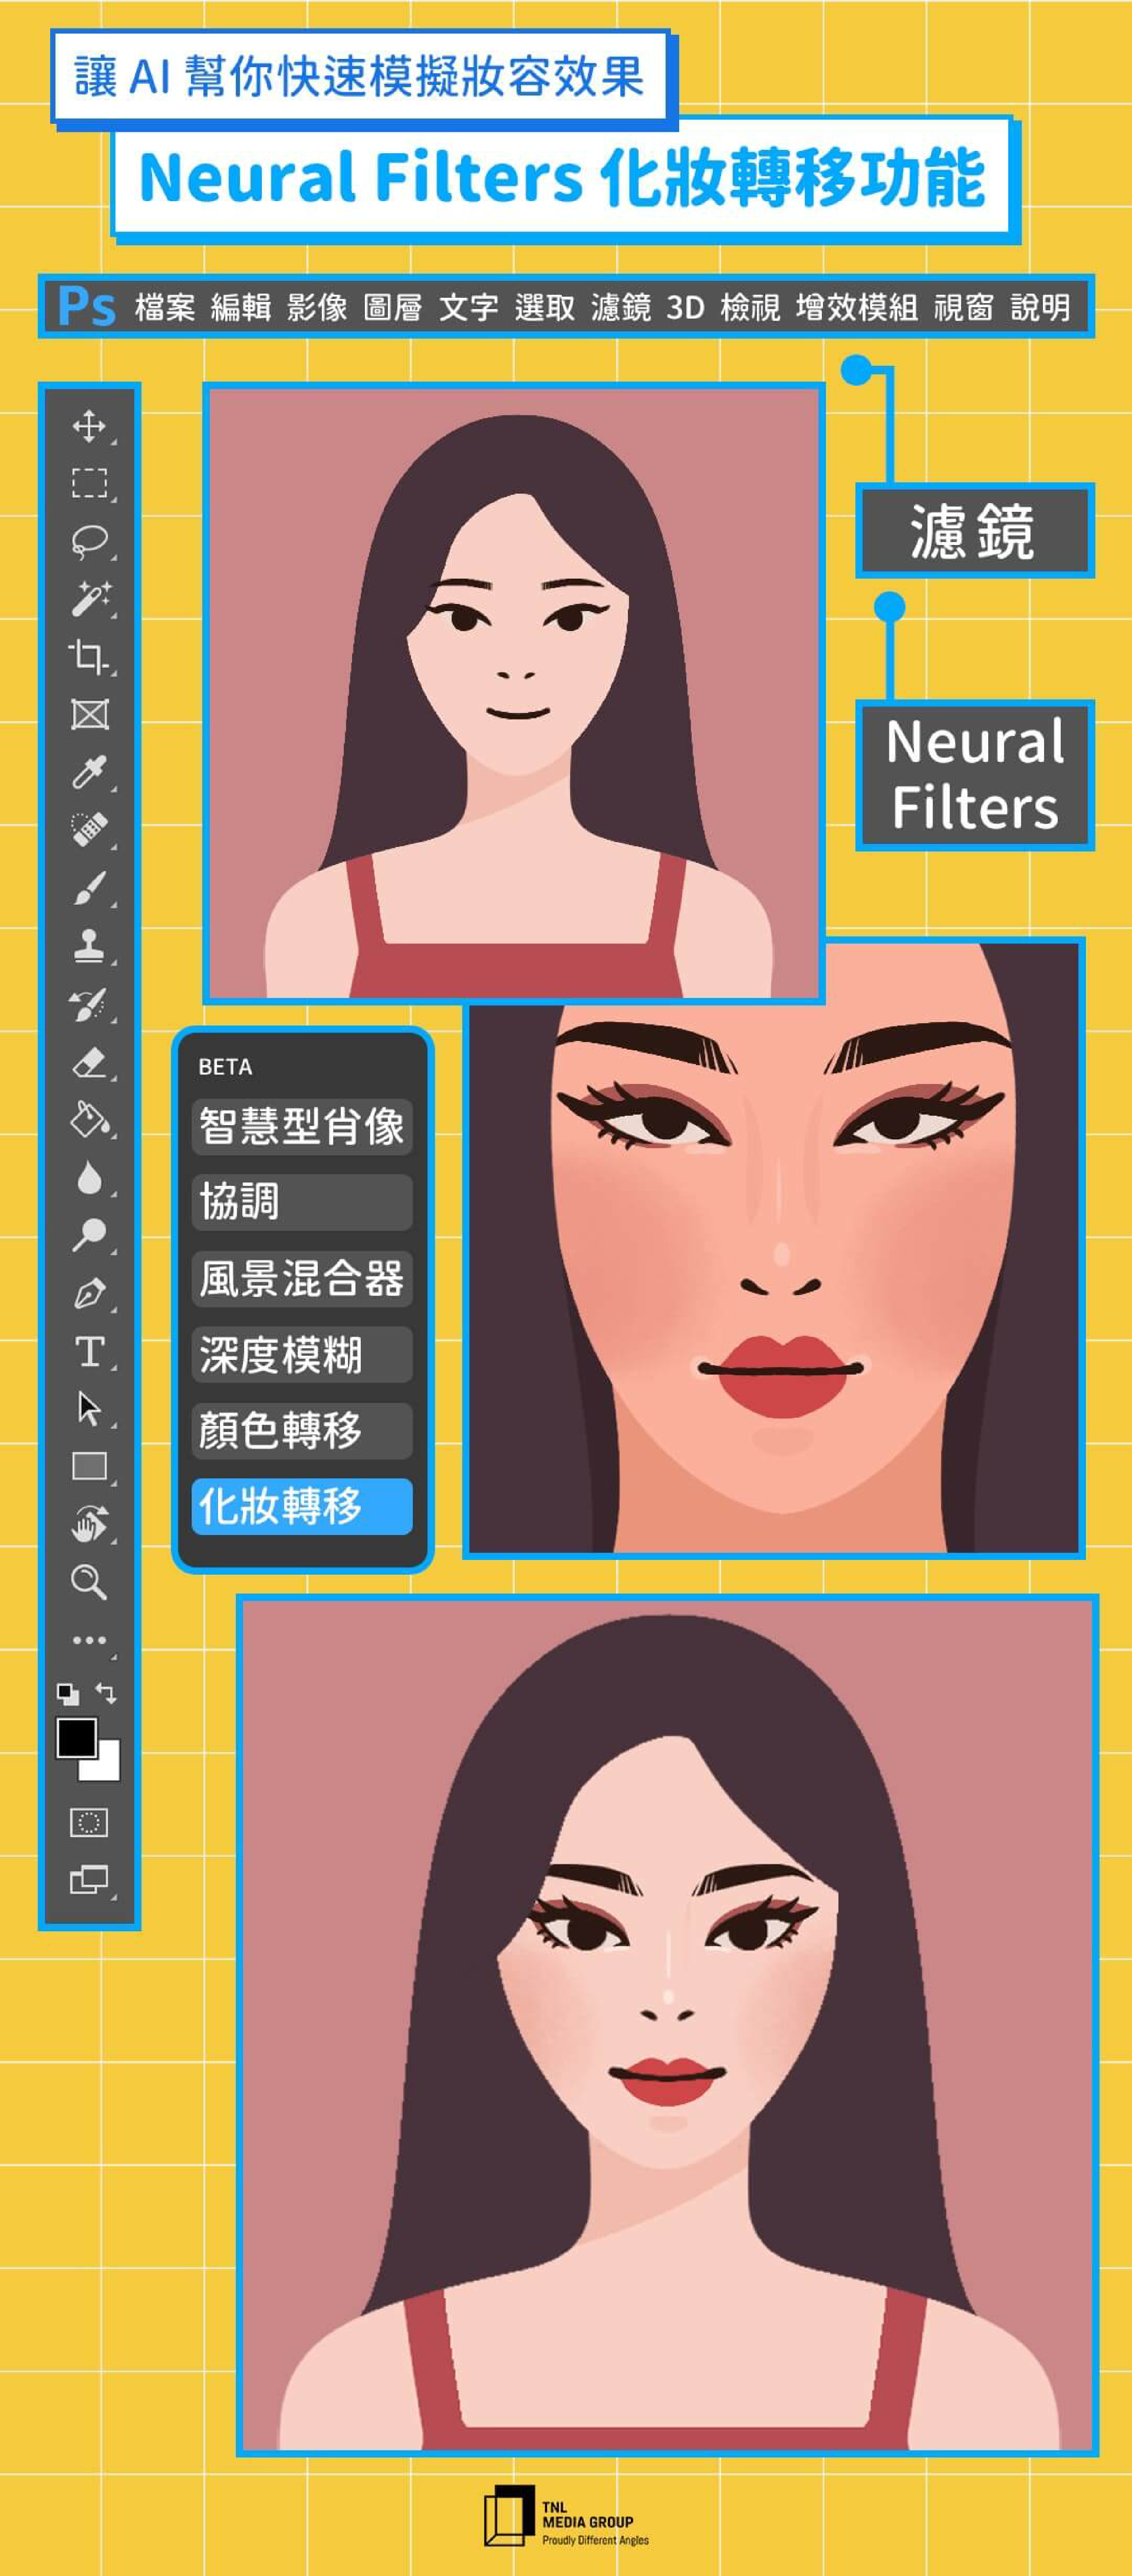 讓 AI 幫你快速模擬妝容效果
Neural Filters 化妝轉移功能
Ps 檔案 編輯 影像 圖層 文字 選取 濾鏡 3D 檢視 增效模組 視窗 說明
濾鏡
Neural
Filters
BETA
智慧型肖像
協調
風景混合器
深度模糊
顏色轉移
化妝轉移
T
TNL
MEDIA GROUP
Proudly Different Angles